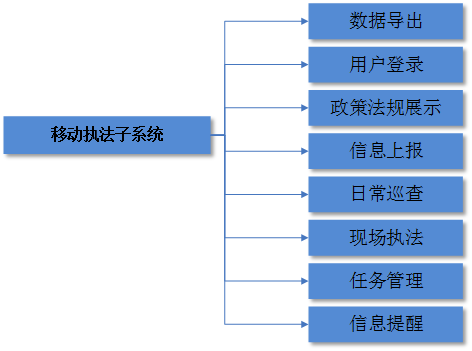 移动执法子系统
数据导出
用户登录
政策法规展示
信息上报
日常巡查
现场执法
任务管理
信息提醒